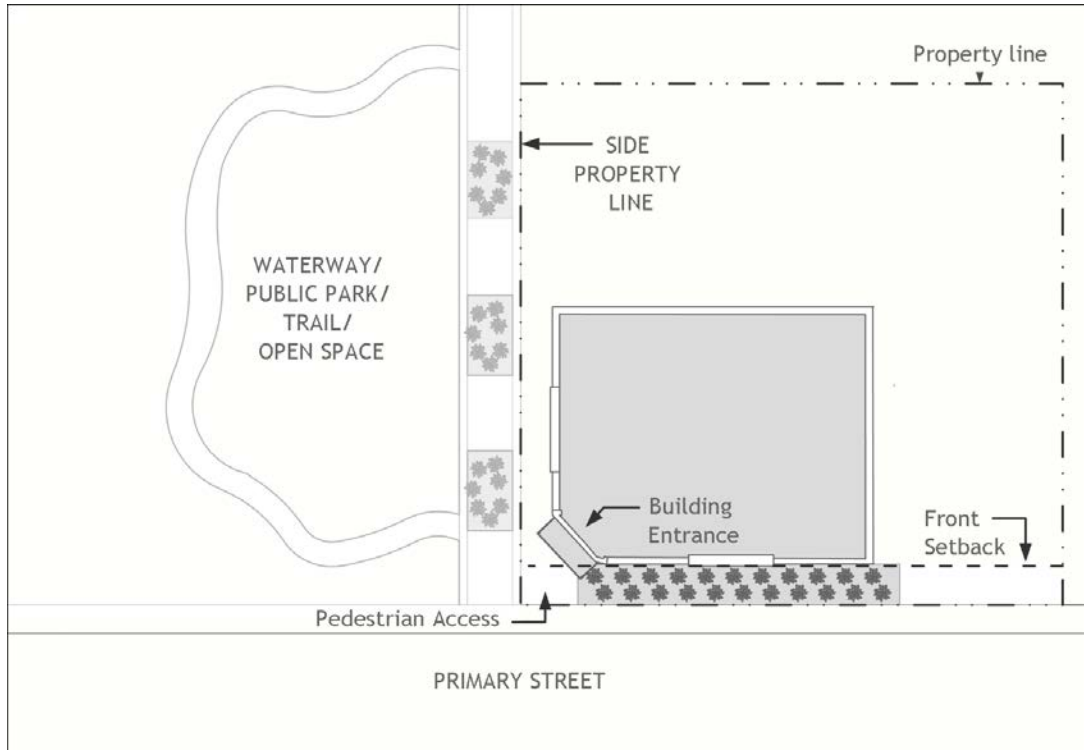 Property line
SIDE
PROPERTY
LINE
WATERWAY/
PUBLIC PARK/
TRAIL/
OPEN SPACE
Building
Entrance
Front
Setback
Pedestrian Access
PRIMARY STREET